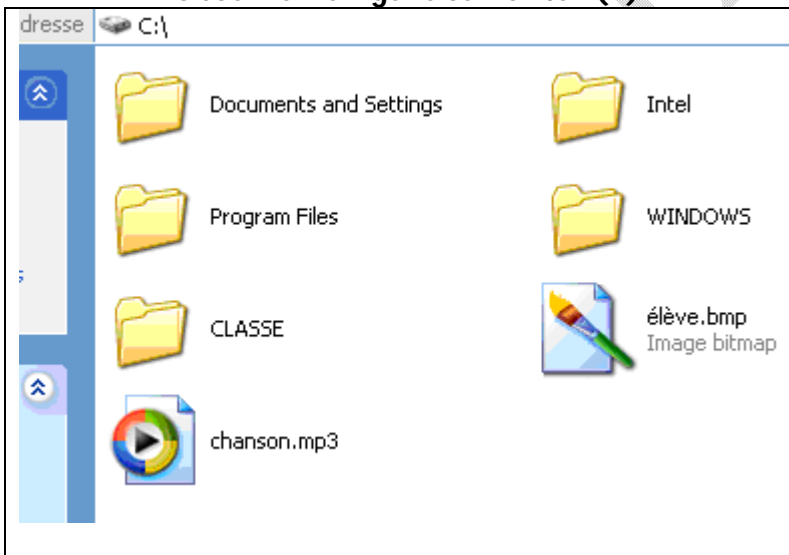 dresse C:\
Documents and Settings
Intel
Program Files
WINDOWS
CLASSE
élève.bmp
Image bitmap
chanson.mp3